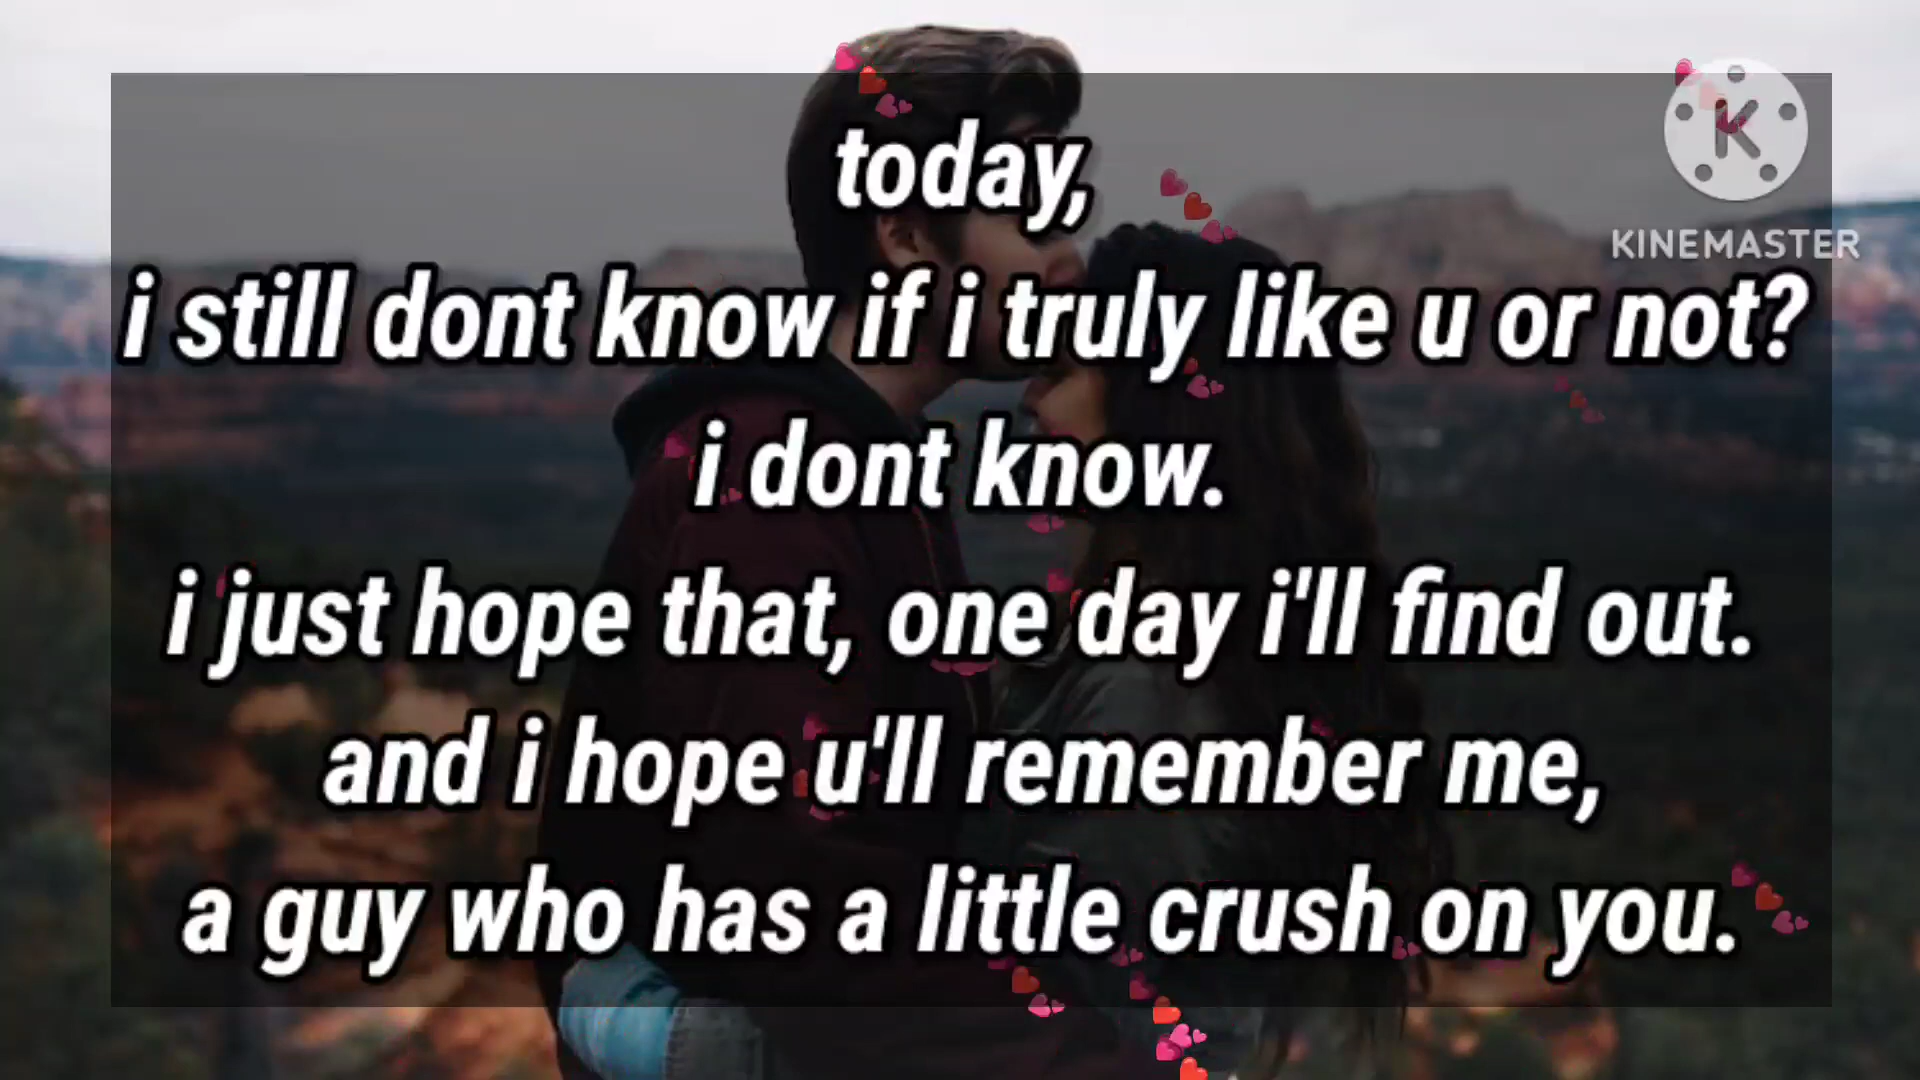 today,
i still dont know if i truly like u or not?
i dont know.
i just hope that, one day i'll find out.
and i hope u'll remember me,
a guy who has a little crush on you.
K
KINEMASTER